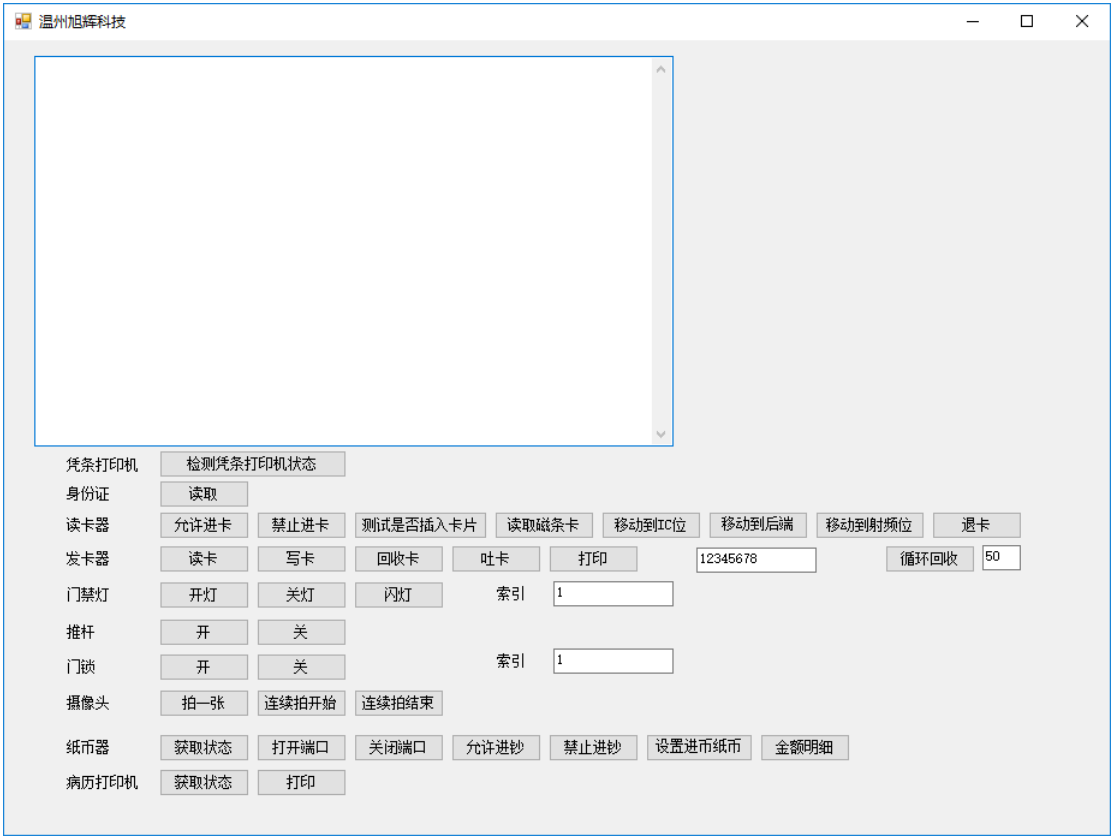 温州旭辉科技
凭条打印机 检测凭条打印机状态
身份证 读取
读卡器 允许进卡 禁止进卡 测试是否插入卡片 读取磁条卡 移动到IC位 移动到后端 移动到射频位 退卡
发卡器 读卡 写卡 回收卡 吐卡 打印 12345678 循环回收 50
门禁灯 开灯 关灯 闪灯 索引 1
推杆 开 关
门锁 开 关 索引 1
摄像头 拍一张 连续拍开始 连续拍结束
纸币器 获取状态 打开端口 关闭端口 允许进钞 禁止进钞 设置进币纸币 金额明细
病历打印机 获取状态 打印